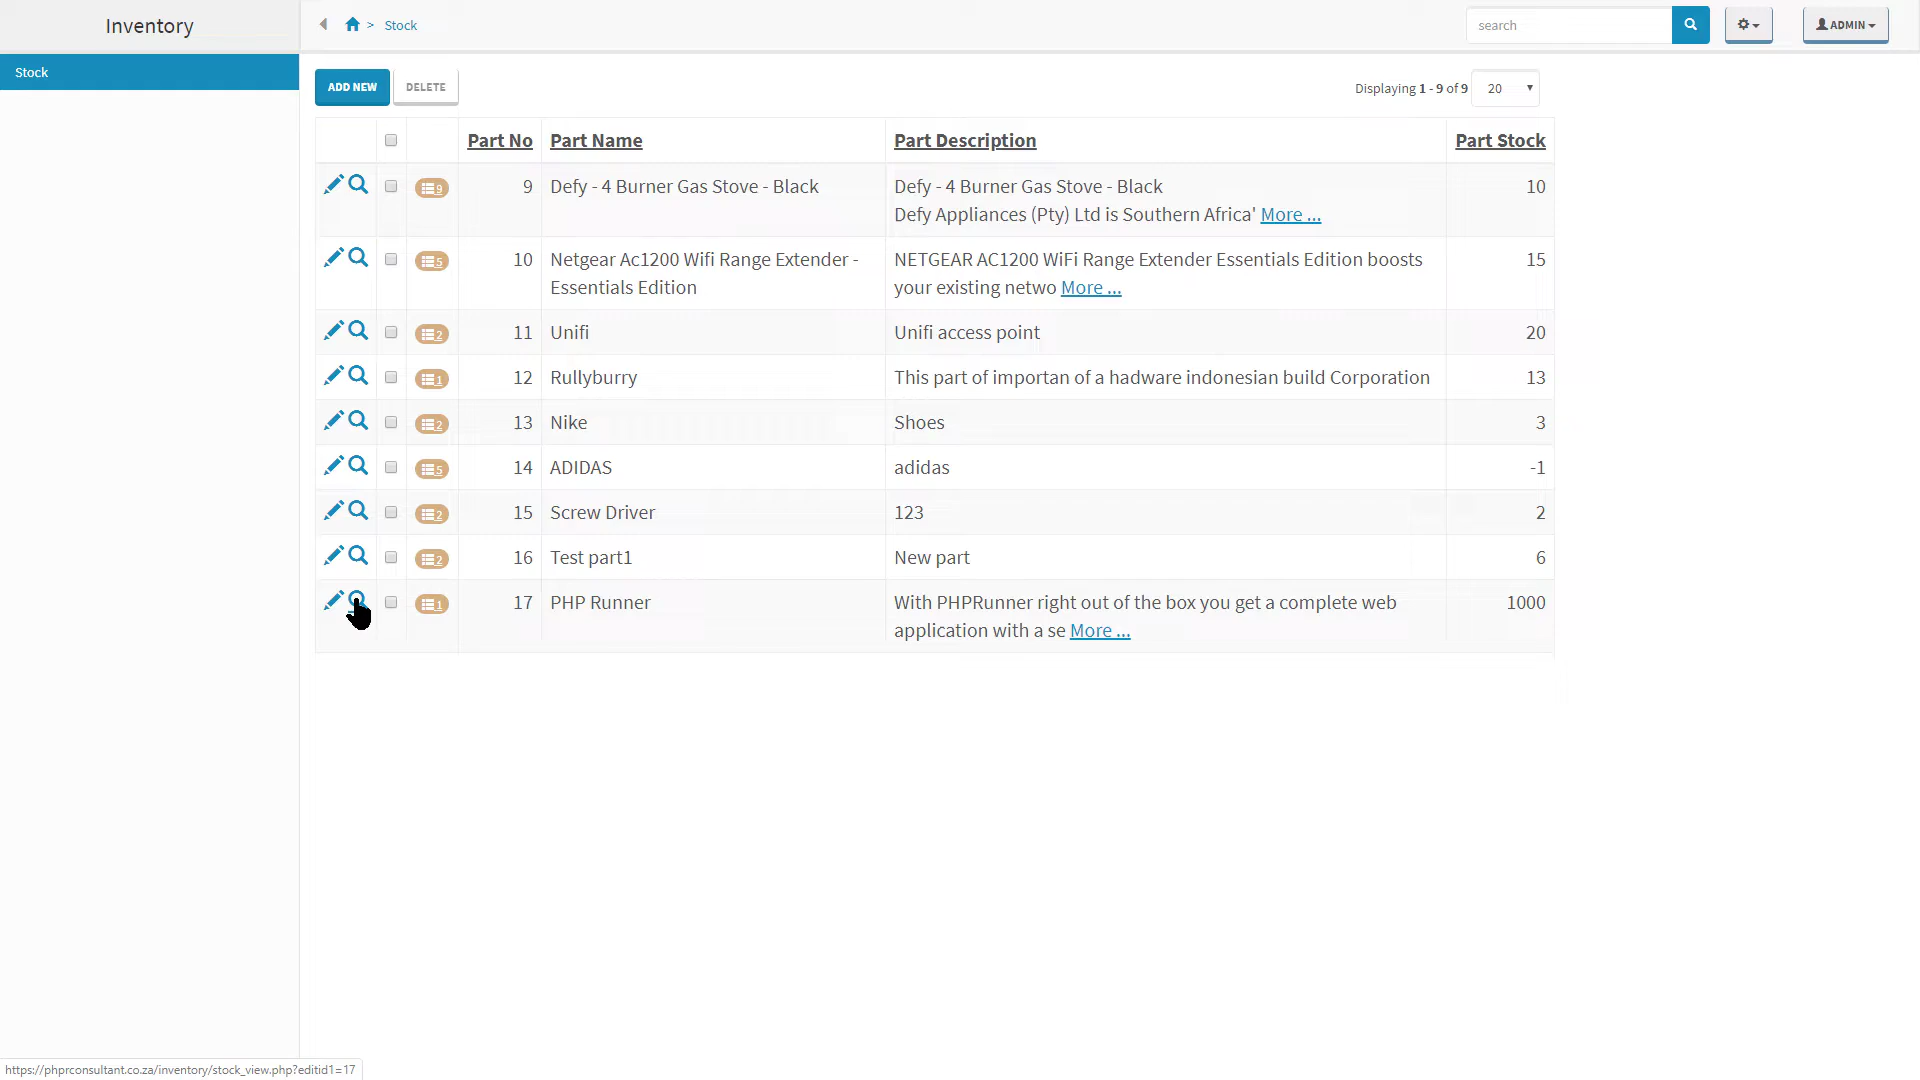 Inventory
> Stock
search
ADMIN
Stock
ADD NEW DELETE
Displaying 1 - 9 of 9 20
Part No Part Name Part Description Part Stock
9 9 Defy - 4 Burner Gas Stove - Black Defy - 4 Burner Gas Stove - Black 10
Defy Appliances (Pty) Ltd is Southern Africa' More ...
5 10 Netgear Ac1200 Wifi Range Extender - NETGEAR AC1200 WiFi Range Extender Essentials Edition boosts 15
Essentials Edition your existing netwo More ...
2 11 Unifi Unifi access point 20
1 12 Rullyburry This part of importan of a hadware indonesian build Corporation 13
2 13 Nike Shoes 3
5 14 ADIDAS adidas -1
2 15 Screw Driver 123 2
2 16 Test part1 New part 6
1 17 PHP Runner With PHPRunner right out of the box you get a complete web 1000
application with a se More ...
https://phprconsultant.co.za/inventory/stock_view.php?editid1=17